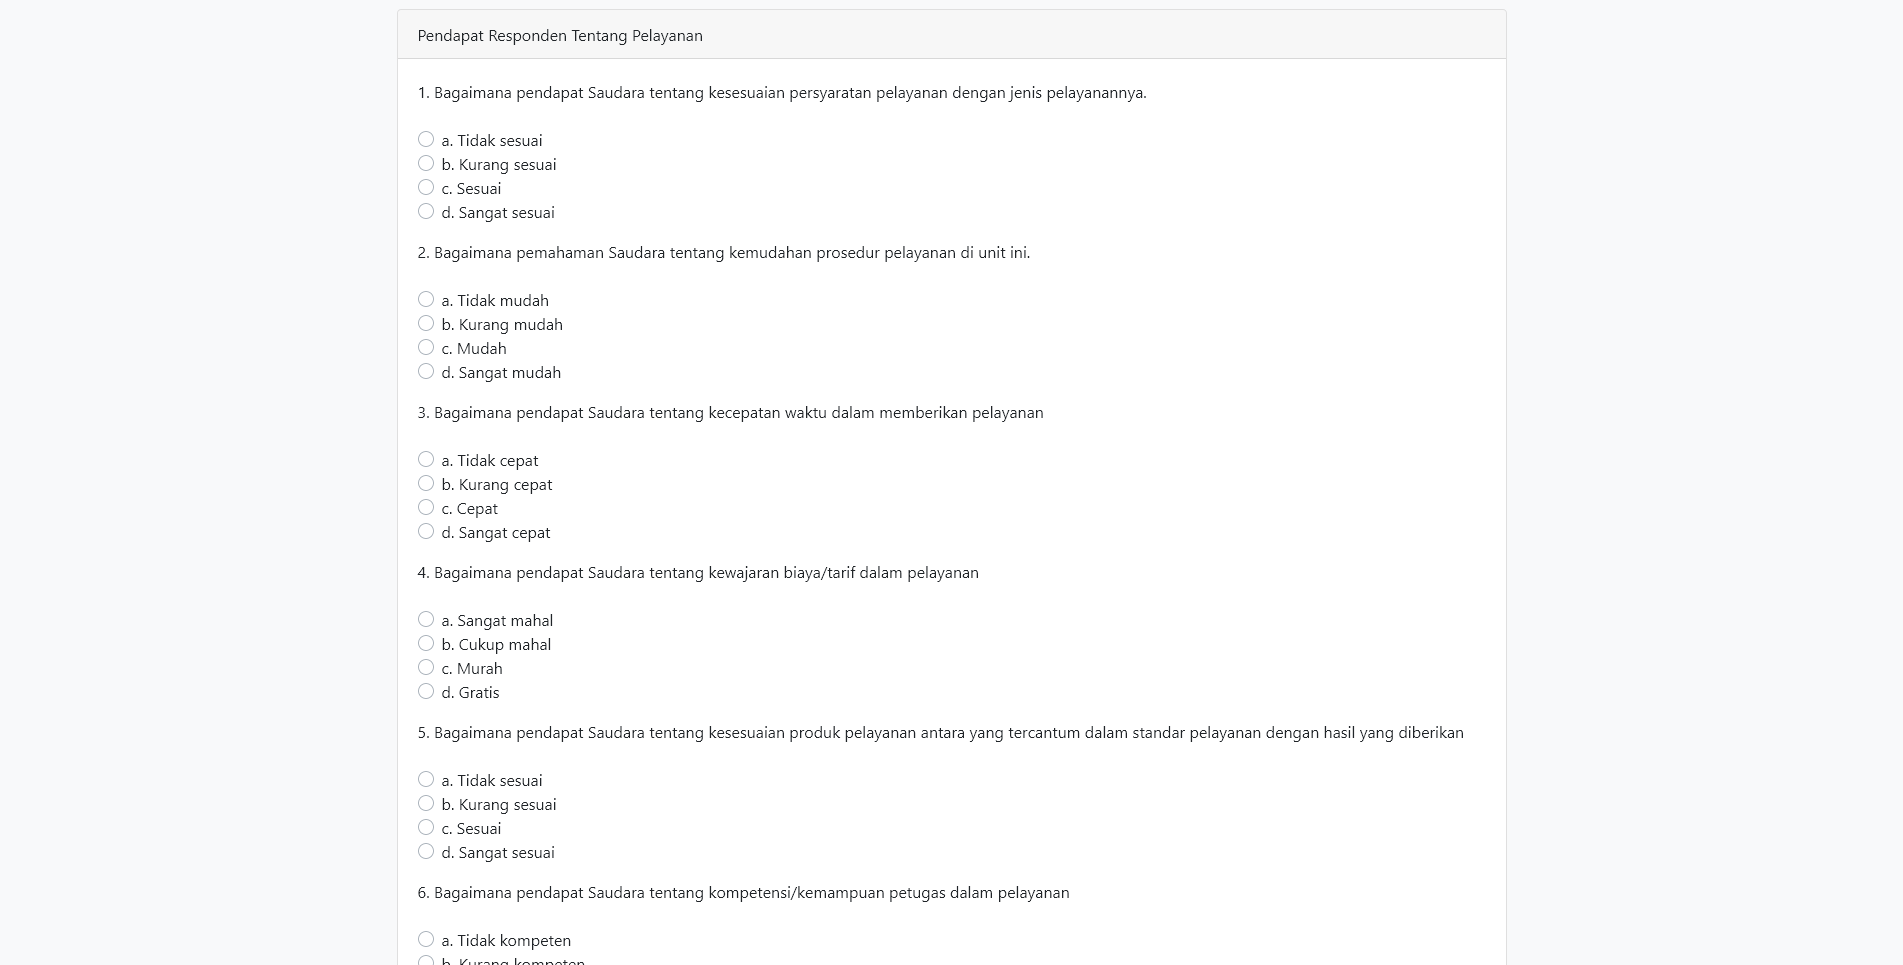 Pendapat Responden Tentang Pelayanan
1. Bagaimana pendapat Saudara tentang kesesuaian persyaratan pelayanan dengan jenis pelayanannya.
a. Tidak sesuai
b. Kurang sesuai
c. Sesuai
d. Sangat sesuai
2. Bagaimana pemahaman Saudara tentang kemudahan prosedur pelayanan di unit ini.
a. Tidak mudah
b. Kurang mudah
c. Mudah
d. Sangat mudah
3. Bagaimana pendapat Saudara tentang kecepatan waktu dalam memberikan pelayanan
a. Tidak cepat
b. Kurang cepat
c. Cepat
d. Sangat cepat
4. Bagaimana pendapat Saudara tentang kewajaran biaya/tarif dalam pelayanan
a. Sangat mahal
b. Cukup mahal
c. Murah
d. Gratis
5. Bagaimana pendapat Saudara tentang kesesuaian produk pelayanan antara yang tercantum dalam standar pelayanan dengan hasil yang diberikan
a. Tidak sesuai
b. Kurang sesuai
c. Sesuai
d. Sangat sesuai
6. Bagaimana pendapat Saudara tentang kompetensi/kemampuan petugas dalam pelayanan
a. Tidak kompeten
b. Kurang kompeten